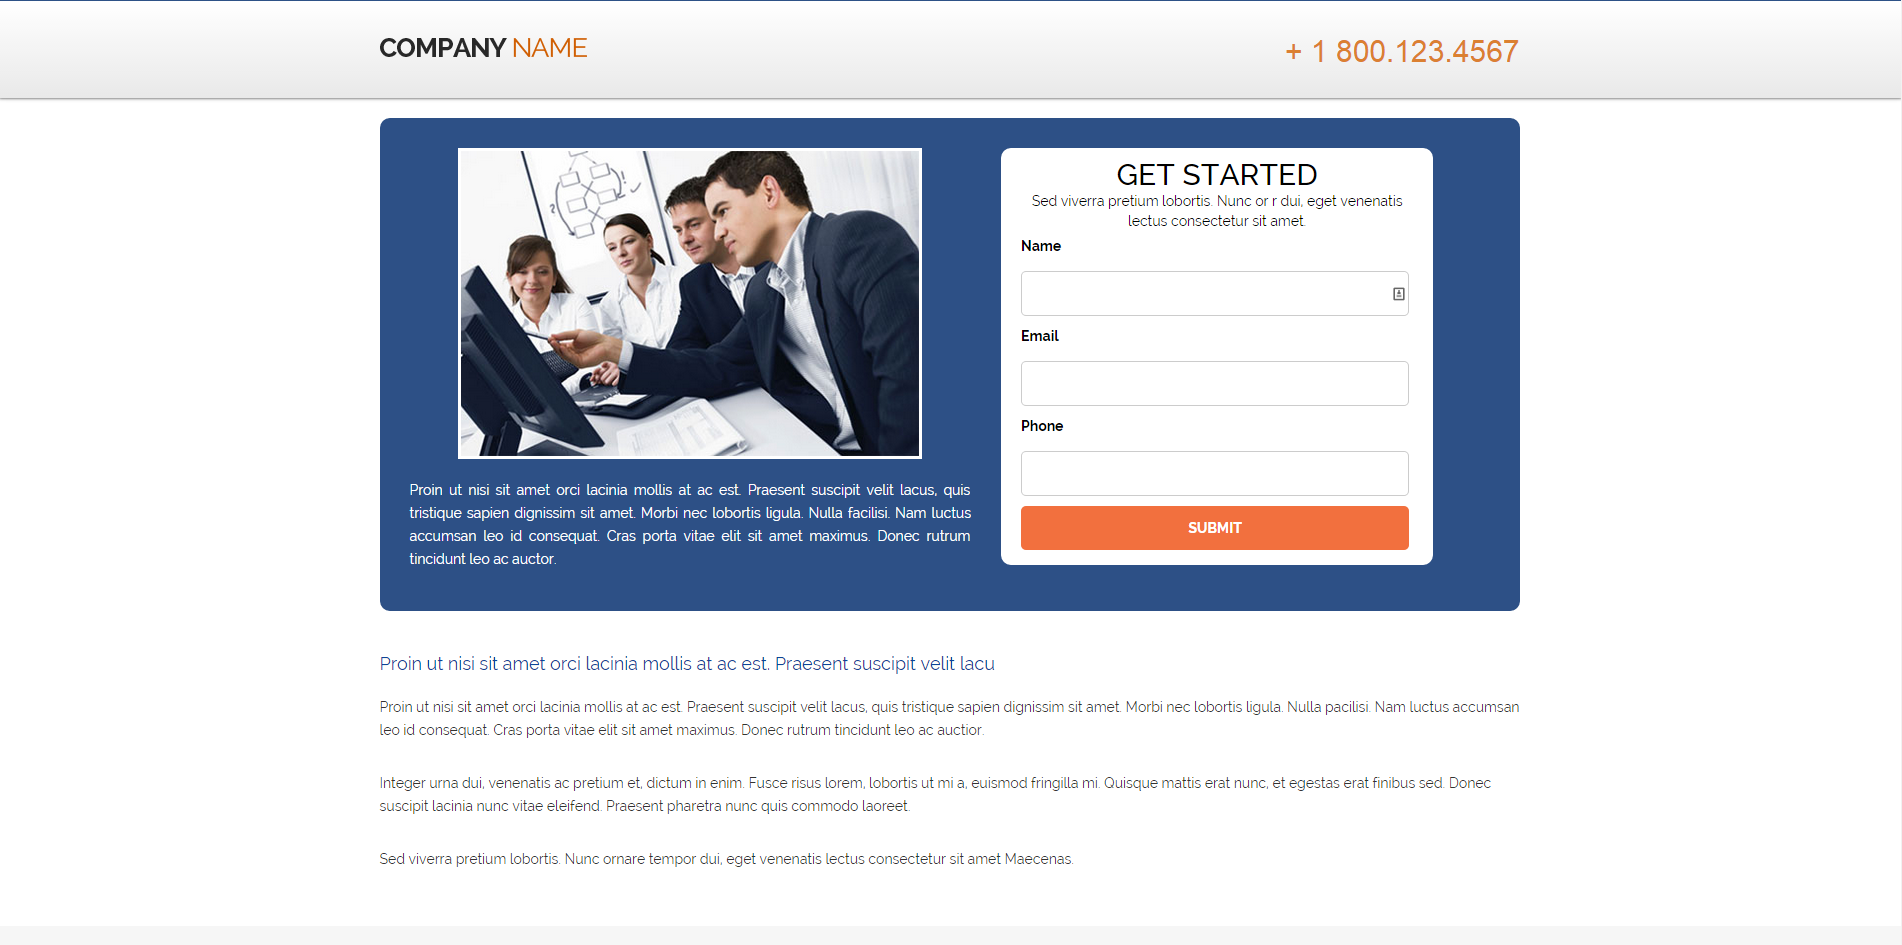 COMPANY NAME
+ 1 800.123.4567
Proin ut nisi sit amet orci lacinia mollis at ac est. Praesent suscipit velit lacus, quis
tristique sapien dignissim sit amet. Morbi nec lobortis ligula. Nulla facilisi. Nam luctus
accumsan leo id consequat. Cras porta vitae elit sit amet maximus. Donec rutrum
tincidunt leo ac auctor.
GET STARTED
Sed viverra pretium lobortis. Nunc or r dui, eget venenatis
lectus consectetur sit amet.
Name
Email
Phone
SUBMIT
Proin ut nisi sit amet orci lacinia mollis at ac est. Praesent suscipit velit lacu
Proin ut nisi sit amet orci lacinia mollis at ac est. Praesent suscipit velit lacus, quis tristique sapien dignissim sit amet. Morbi nec lobortis ligula. Nulla pacilisi. Nam luctus accumsan
leo id consequat. Cras porta vitae elit sit amet maximus. Donec rutrum tincidunt leo ac auctior.
Integer urna dui, venenatis ac pretium et, dictum in enim. Fusce risus lorem, lobortis ut mi a, euismod fringilla mi. Quisque mattis erat nunc, et egestas erat finibus sed. Donec
suscipit lacinia nunc vitae eleifend. Praesent pharetra nunc quis commodo laoreet.
Sed viverra pretium lobortis. Nunc ornare tempor dui, eget venenatis lectus consectetur sit amet Maecenas.